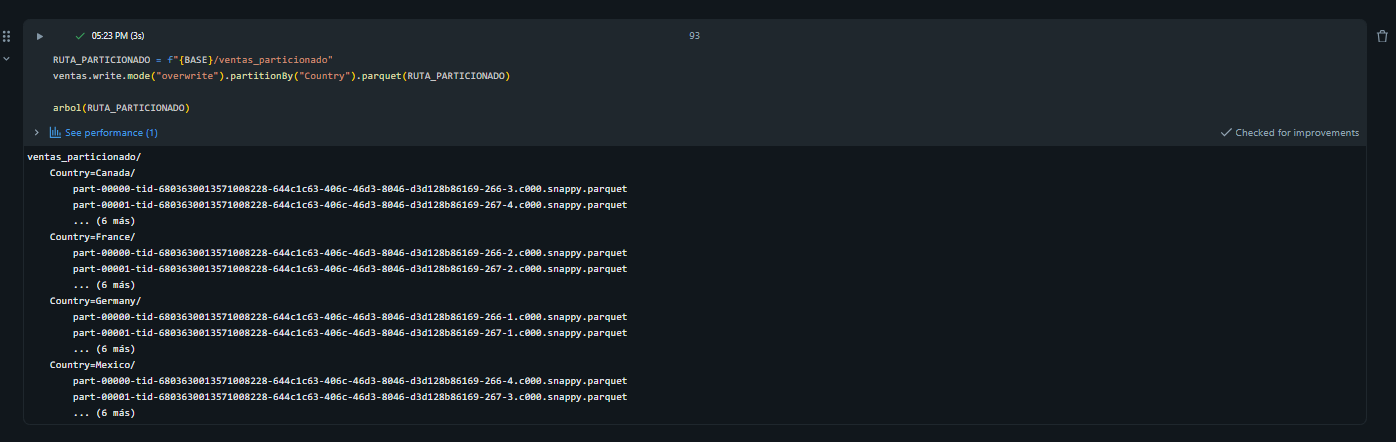 05:23 PM (3s)
93
RUTA_PARTICIONADO = f"{BASE}/ventas_particionado"
ventas.write.mode("overwrite").partitionBy("Country").parquet(RUTA_PARTICIONADO)
arbol(RUTA_PARTICIONADO)
See performance (1)
Checked for improvements
ventas_particionado/
Country=Canada/
part-00000-tid-6803630013571008228-644c1c63-406c-46d3-8046-d3d128b86169-266-3.c000.snappy.parquet
part-00001-tid-6803630013571008228-644c1c63-406c-46d3-8046-d3d128b86169-267-4.c000.snappy.parquet
... (6 más)
Country=France/
part-00000-tid-6803630013571008228-644c1c63-406c-46d3-8046-d3d128b86169-266-2.c000.snappy.parquet
part-00001-tid-6803630013571008228-644c1c63-406c-46d3-8046-d3d128b86169-267-2.c000.snappy.parquet
... (6 más)
Country=Germany/
part-00000-tid-6803630013571008228-644c1c63-406c-46d3-8046-d3d128b86169-266-1.c000.snappy.parquet
part-00001-tid-6803630013571008228-644c1c63-406c-46d3-8046-d3d128b86169-267-1.c000.snappy.parquet
... (6 más)
Country=Mexico/
part-00000-tid-6803630013571008228-644c1c63-406c-46d3-8046-d3d128b86169-266-4.c000.snappy.parquet
part-00001-tid-6803630013571008228-644c1c63-406c-46d3-8046-d3d128b86169-267-3.c000.snappy.parquet
... (6 más)